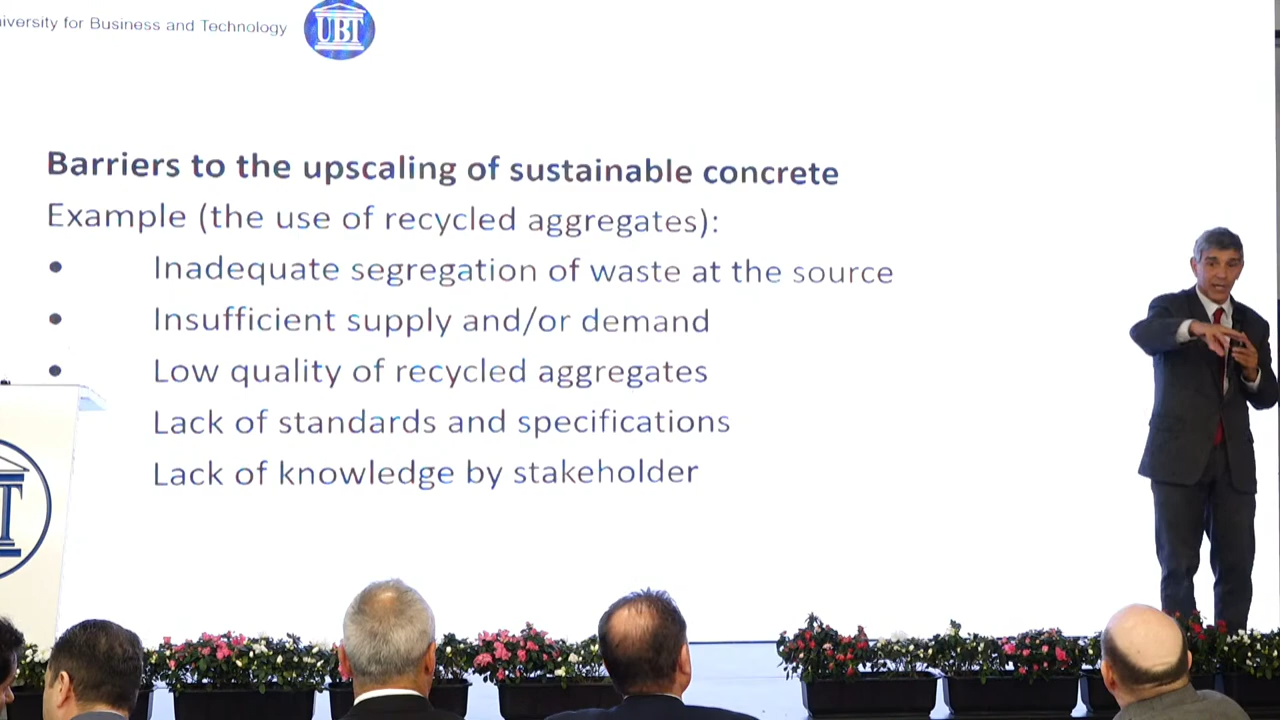 for Business and Technology
UBT
Barriers to the upscaling of sustainable concrete
Example (the use of recycled aggregates):
• Inadequate segregation of waste at the source
• Insufficient supply and/or demand
• Low quality of recycled aggregates
Lack of standards and specifications
Lack of knowledge by stakeholder
T